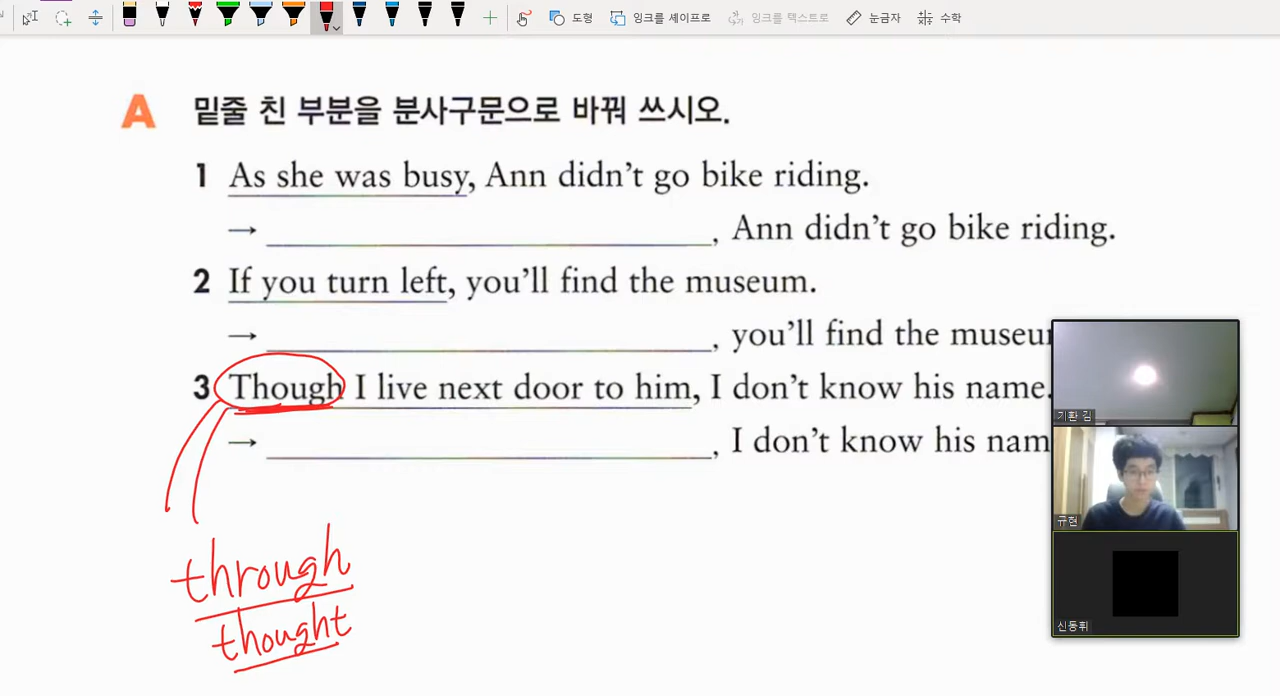 도형 잉크를 셰이프로 잉크를 텍스트로 눈금자 수학
A 밑줄 친 부분을 분사구문으로 바꿔 쓰시오.
1 As she was busy, Ann didn't go bike riding.
→ , Ann didn't go bike riding.
2 If you turn left, you'll find the museum.
→ , you'll find the museu
3 Though I live next door to him, I don't know his name.
→ , I don't know his nam
through
thought
기환 김
규현
신동휘